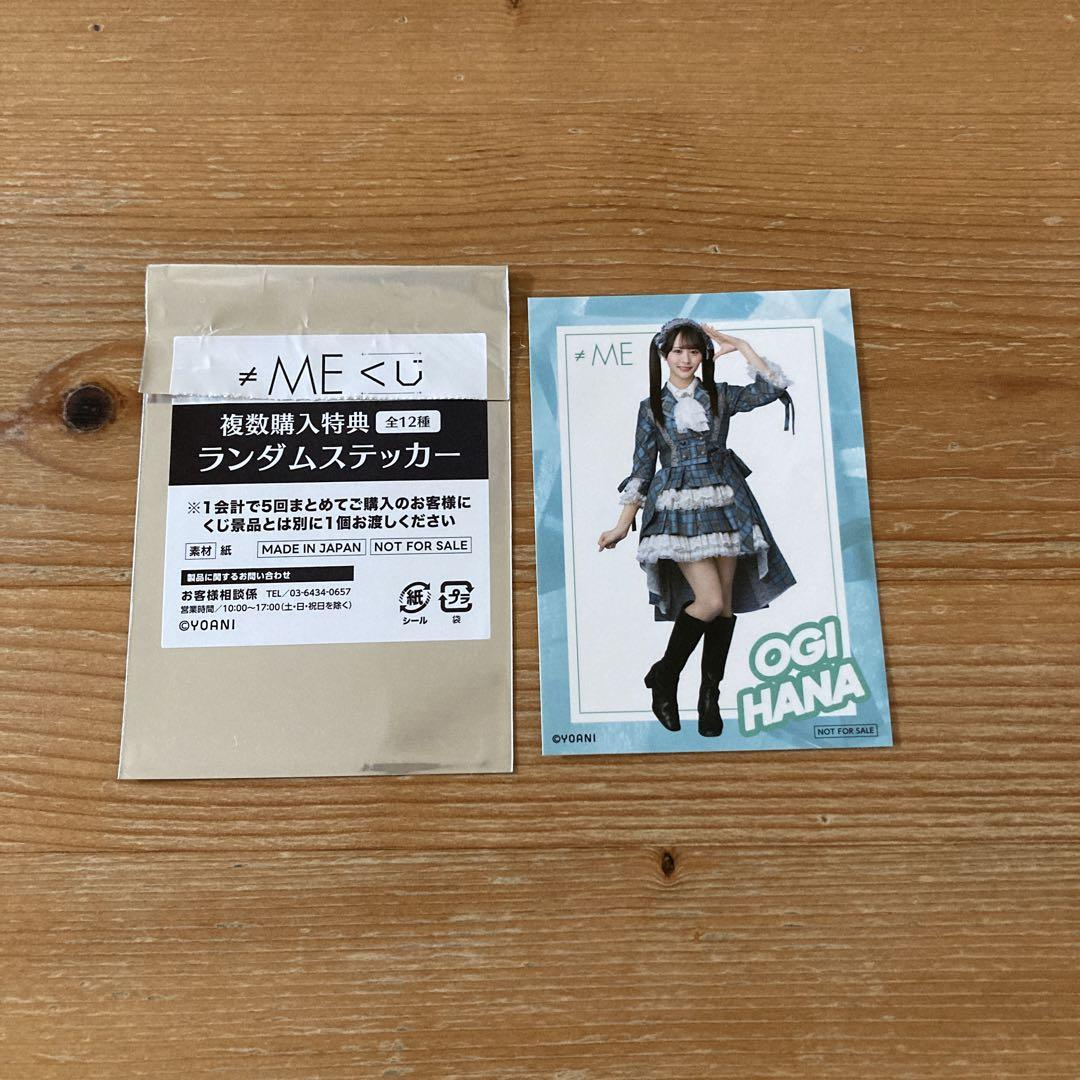 ≠ME くじ
複数購入特典 全12種
ランダムステッカー
※1会計で5回まとめてご購入のお客様に
くじ景品とは別に1個お渡しください
素材 紙 MADE IN JAPAN NOT FOR SALE
製品に関するお問い合わせ
お客様相談係 TEL/03-6434-0657
営業時間/10:00~17:00(土・日・祝日を除く)
©YOANI
紙
シール
プラ
袋
≠ME
OGI
HANA
NOT FOR SALE
©YOANI